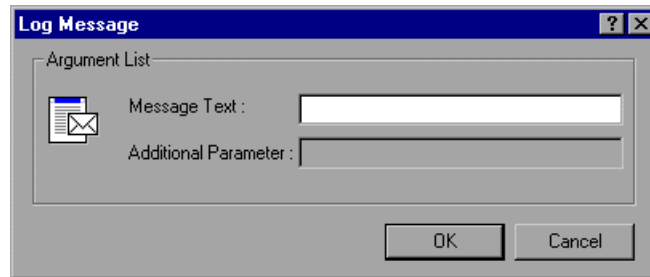 Log Message
? ×
Argument List
Message Text :
Additional Parameter :
OK Cancel